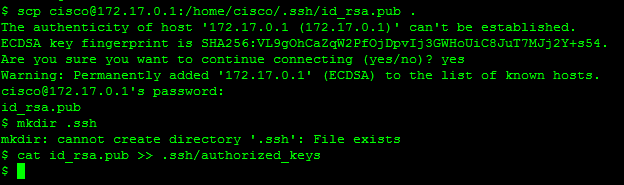 $ scp cisco@172.17.0.1:/home/cisco/.ssh/id_rsa.pub .
The authenticity of host '172.17.0.1 (172.17.0.1)' can't be established.
ECDSA key fingerprint is SHA256:VL9gOhCaZqW2PfOjDpvIj3GWHoUiC8JuT7MJj2Y+s54.
Are you sure you want to continue connecting (yes/no)? yes
Warning: Permanently added '172.17.0.1' (ECDSA) to the list of known hosts.
cisco@172.17.0.1's password:
id_rsa.pub
$ mkdir .ssh
mkdir: cannot create directory '.ssh': File exists
$ cat id_rsa.pub >> .ssh/authorized_keys
$